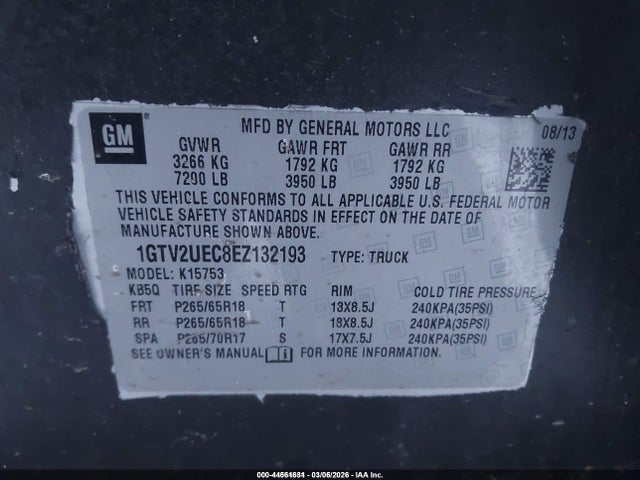 GM
MFD BY GENERAL MOTORS LLC
08/13
GVWR GAWR FRT GAWR RR
3266 KG 1792 KG 1792 KG
7200 LB 3950 LB 3950 LB
THIS VEHICLE CONFORMS TO ALL APPLICABLE U.S. FEDERAL MOTOR
VEHICLE SAFETY STANDARDS IN EFFECT ON THE DATE OF
MANUFACTURE SHOWN ABOVE.
1GTV2UEC8EZ132193 TYPE: TRUCK
MODEL: K15753
KB5Q TIRE SIZE SPEED RTG RIM COLD TIRE PRESSURE
FRT P265/65R18 T 18X8.5J 240KPA(35PSI)
RR P265/65R18 T 18X8.5J 240KPA(35PSI)
SPA P265/70R17 S 17X7.5J 240KPA(35PSI)
SEE OWNER'S MANUAL FOR MORE INFORMATION.
000-44661681 | 03/06/2026 | IAA Inc.